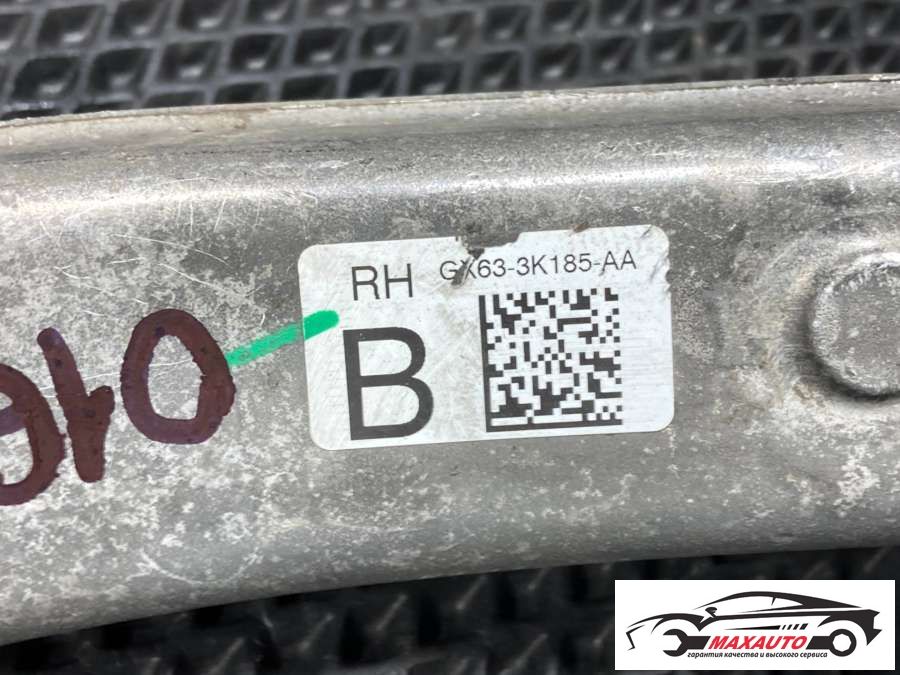 RH
GX63-3K185-AA
B
MAXAUTO
гарантия качества и высокого сервиса